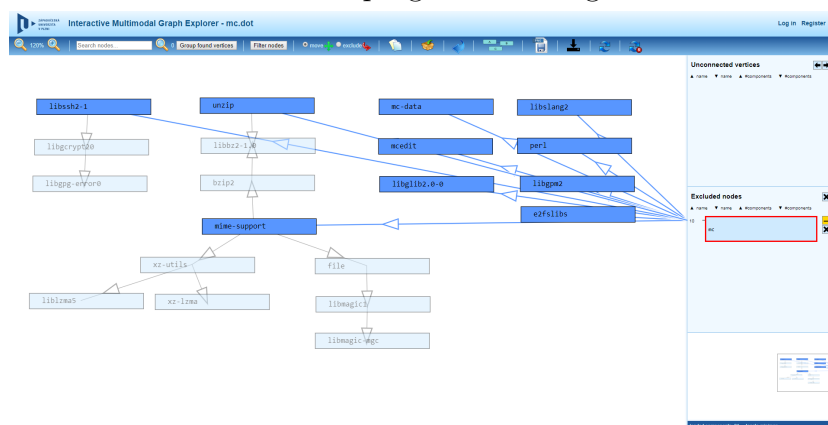 ZÁPADOČESKÁ
UNIVERZITA
V PLZNI
Interactive Multimodal Graph Explorer - mc.dot
Log in Register
120% Search nodes... 0 Group found vertices Filter nodes move exclude
Unconnected vertices
▲ name ▼ name ▲ #components ▼ #components
libssh2-1 unzip mc-data libslang2
libgcrypt20 libbz2-1.0 mcedit perl
libgpg-error0 bzip2 libglib2.0-0 libgpm2
Excluded nodes
▲ name ▼ name ▲ #components ▼ #components
e2fslibs
mime-support
mc
xz-utils file
liblzma5 xz-lzma libmagic1
libmagic-mgc